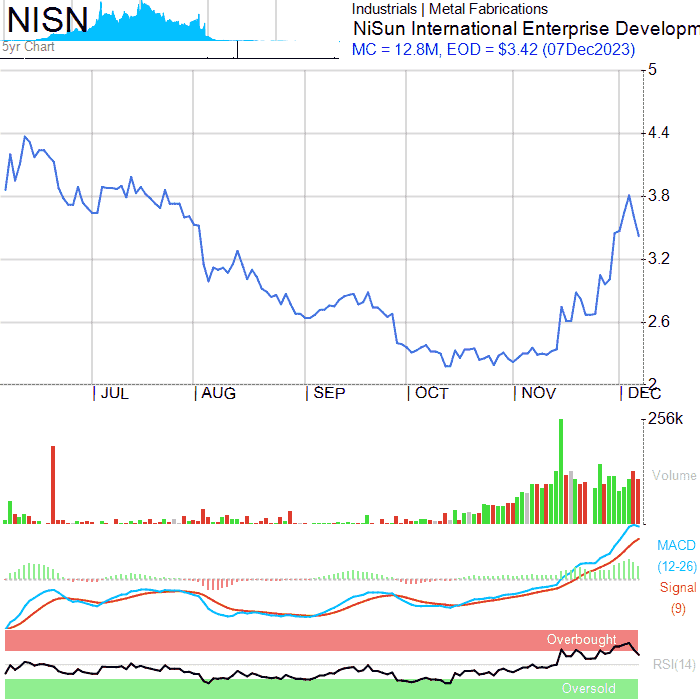 NISN
5yr Chart
Industrials | Metal Fabrications
NiSun International Enterprise Developm
MC = 12.8M, EOD = $3.42 (07Dec2023)
5
4.4
3.8
3.2
2.6
2
JUL AUG SEP OCT NOV DEC
256k
Volume
MACD
(12-26)
Signal
(9)
Overbought
RSI(14)
Oversold